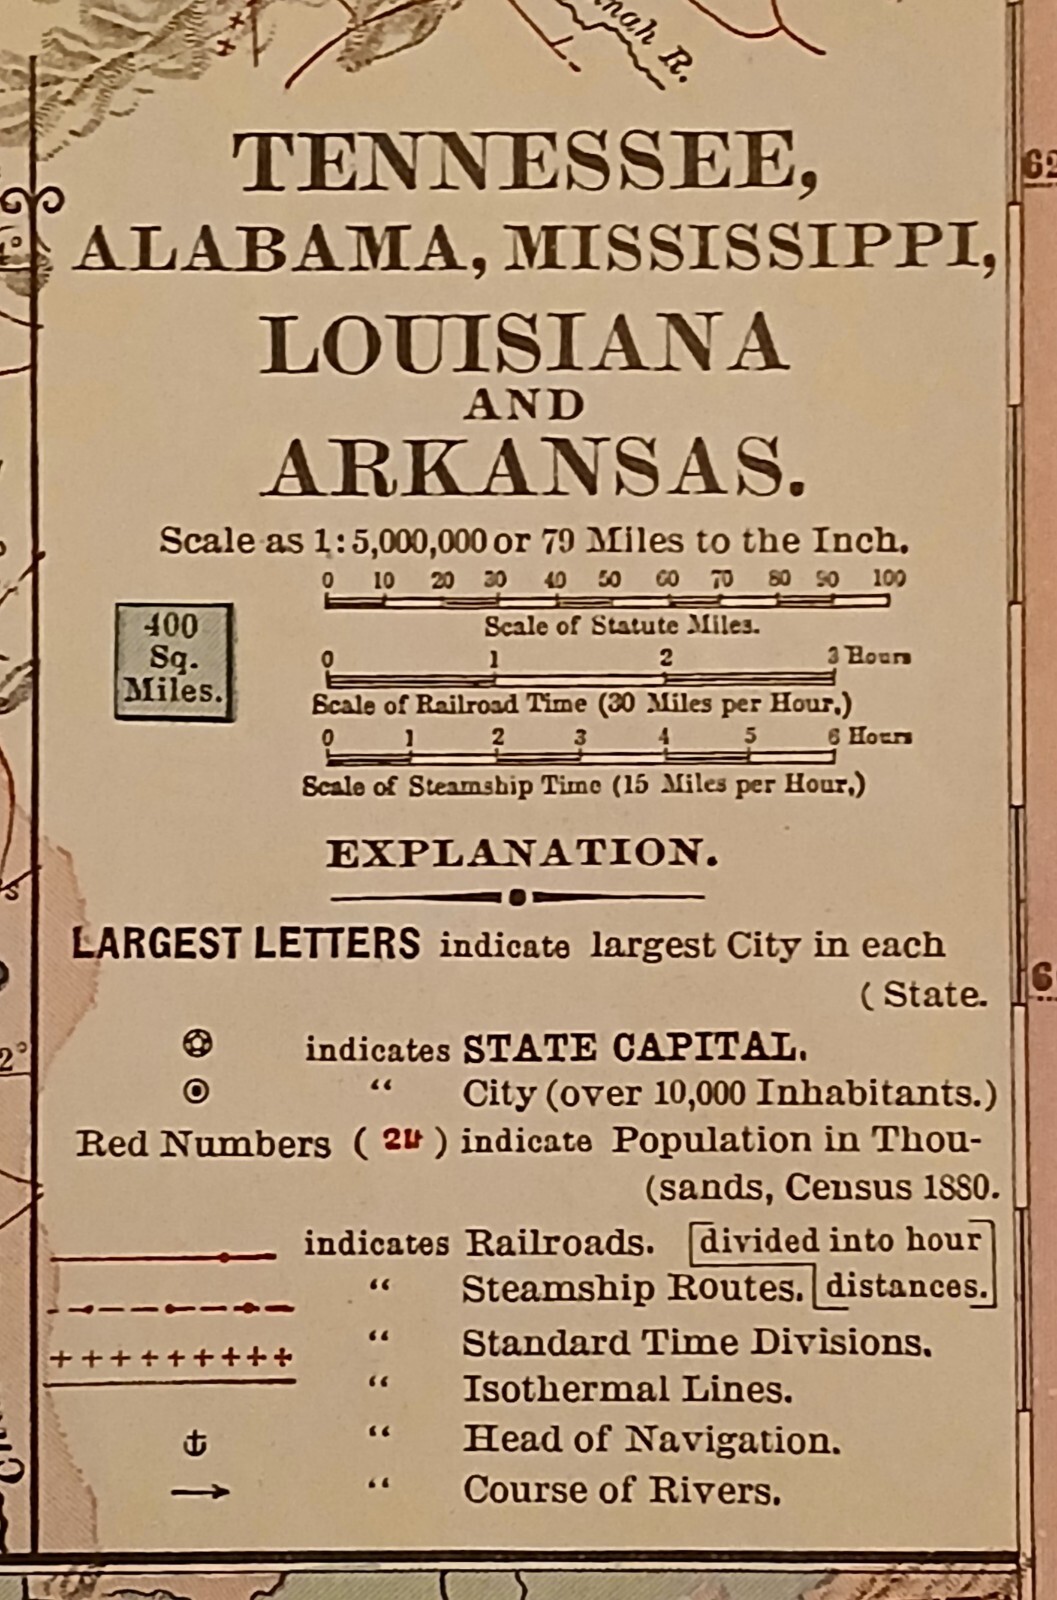 nah R.
TENNESSEE,
ALABAMA, MISSISSIPPI,
LOUISIANA
AND
ARKANSAS.
Scale as 1:5,000,000 or 79 Miles to the Inch.
0 10 20 30 40 50 60 70 80 90 100
Scale of Statute Miles.
400
Sq.
Miles.
0 1 2 3 Hours
Scale of Railroad Time (30 Miles per Hour.)
0 1 2 3 4 5 6 Hours
Scale of Steamship Time (15 Miles per Hour.)
EXPLANATION.
LARGEST LETTERS indicate largest City in each
( State.
indicates STATE CAPITAL.
“ City (over 10,000 Inhabitants.)
Red Numbers ( 24 ) indicate Population in Thou-
(sands, Census 1880.
indicates Railroads. [divided into hour
“ Steamship Routes. [distances.]
“ Standard Time Divisions.
“ Isothermal Lines.
“ Head of Navigation.
“ Course of Rivers.
62
6
2°